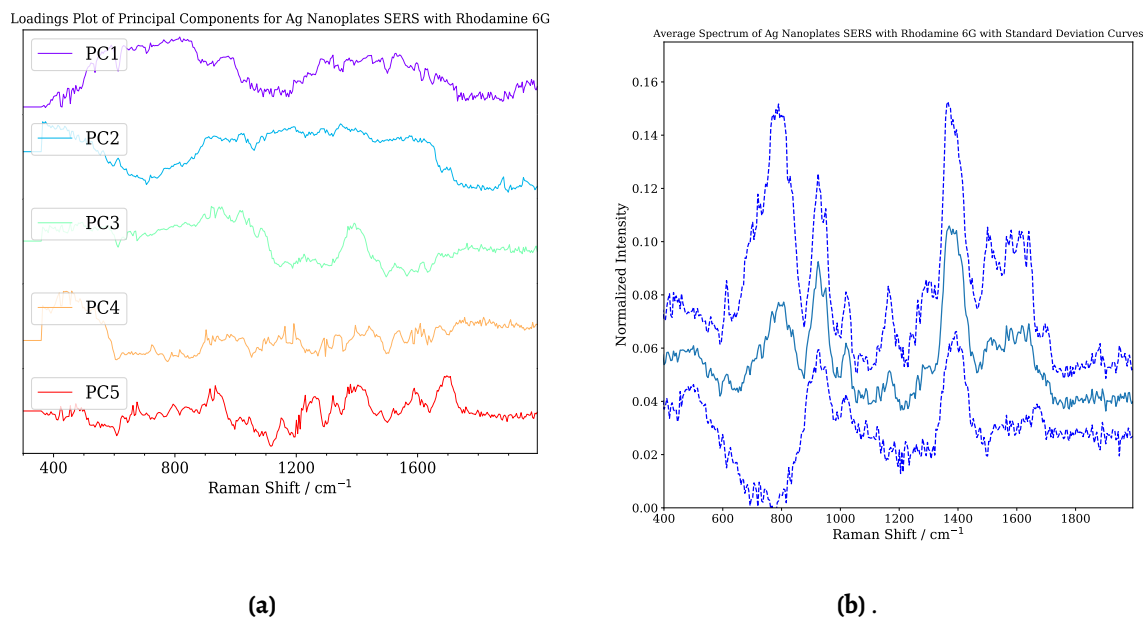 Loadings Plot of Principal Components for Ag Nanoplates SERS with Rhodamine 6G
PC1
PC2
PC3
PC4
PC5
400 800 1200 1600
Raman Shift / cm⁻¹
(a)
Average Spectrum of Ag Nanoplates SERS with Rhodamine 6G with Standard Deviation Curves
Normalized Intensity
0.16
0.14
0.12
0.10
0.08
0.06
0.04
0.02
0.00
400 600 800 1000 1200 1400 1600 1800
Raman Shift / cm⁻¹
(b) .